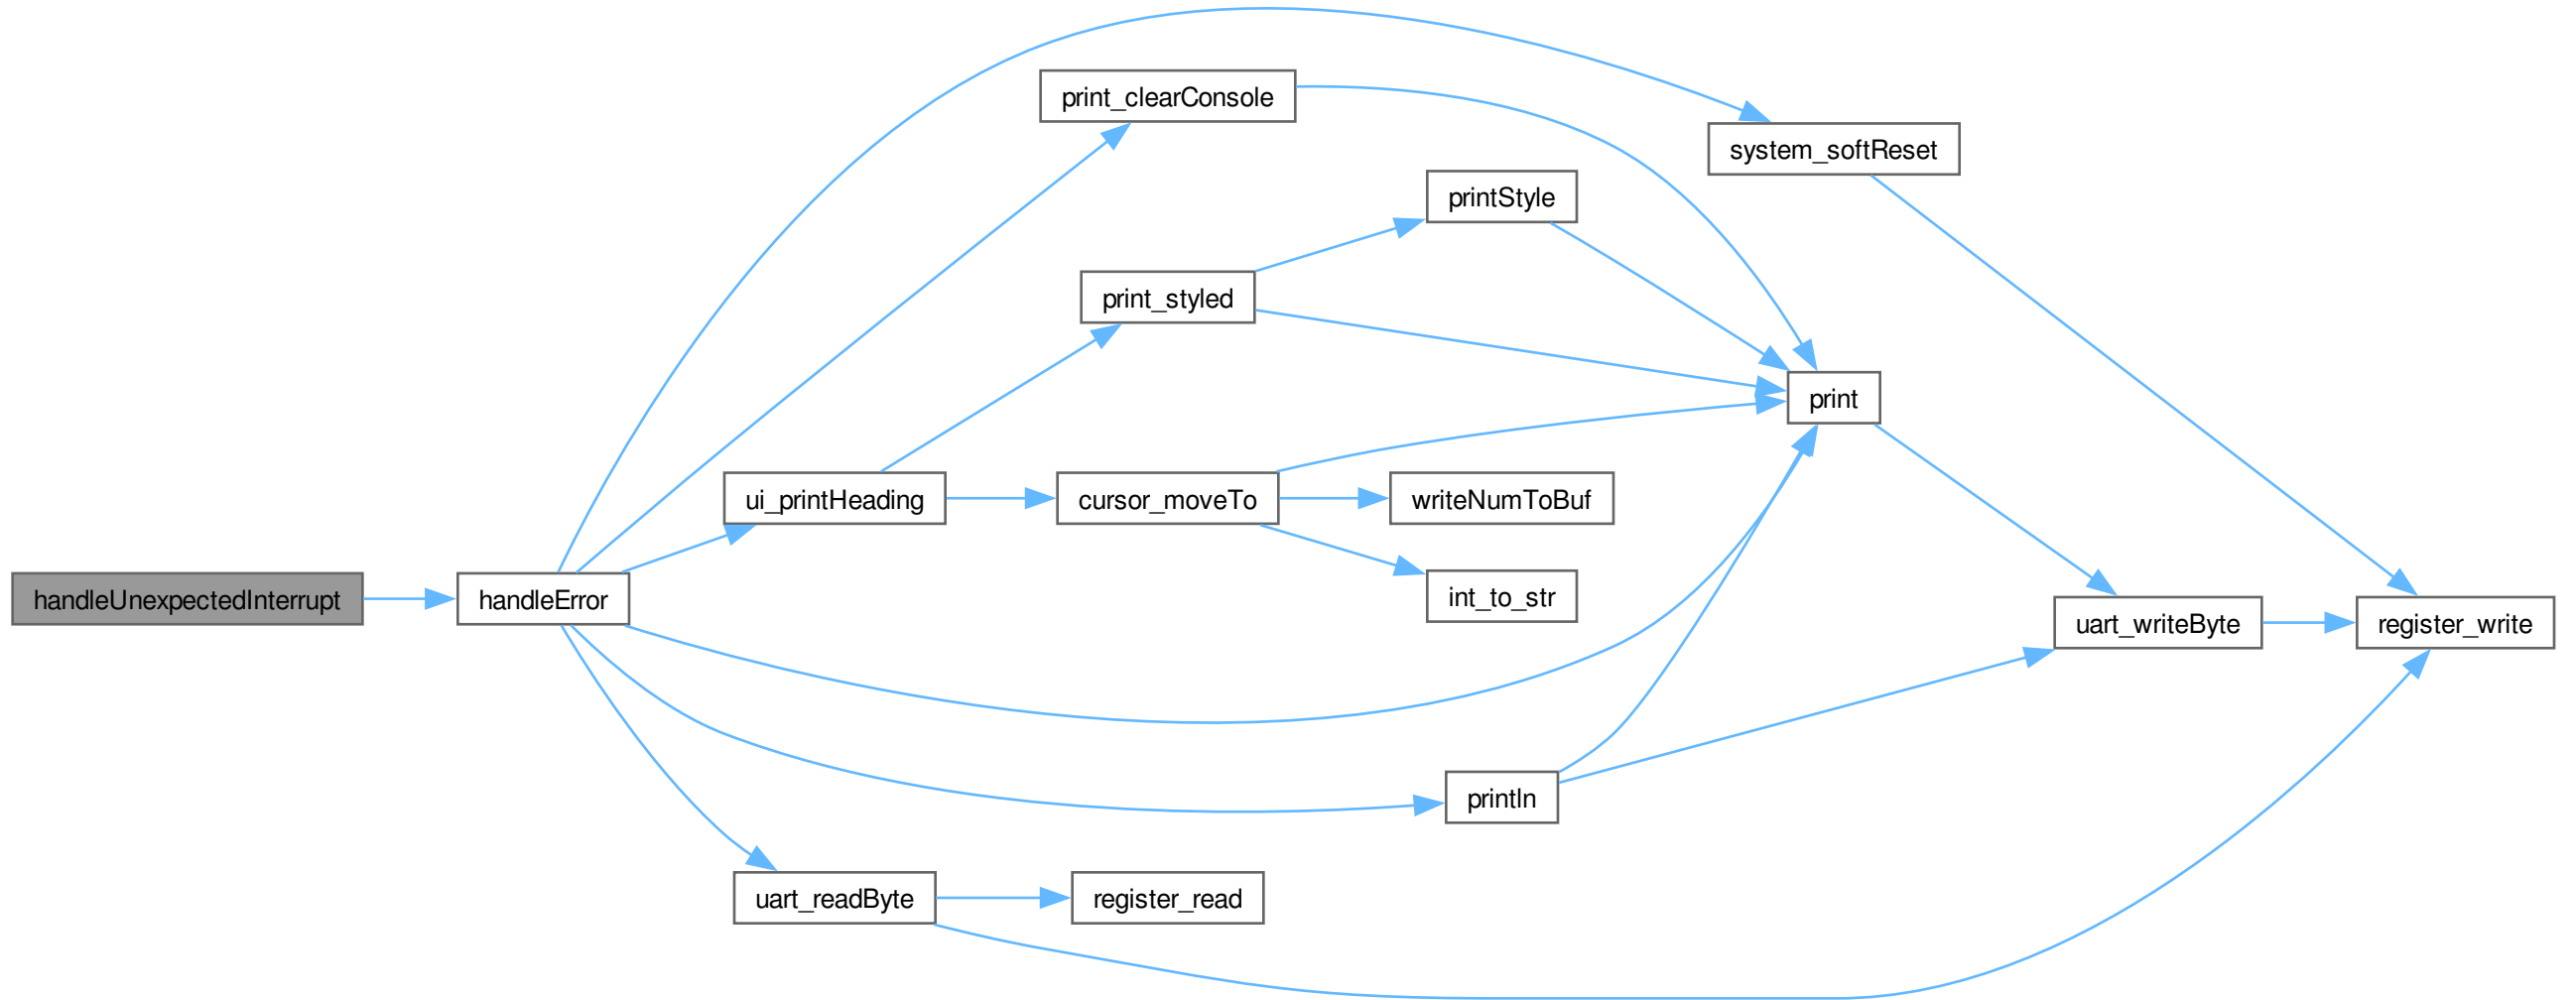 print_clearConsole
system_softReset
printStyle
print_styled
print
ui_printHeading
cursor_moveTo
writeNumToBuf
handleUnexpectedInterrupt
handleError
int_to_str
uart_writeByte
register_write
println
uart_readByte
register_read